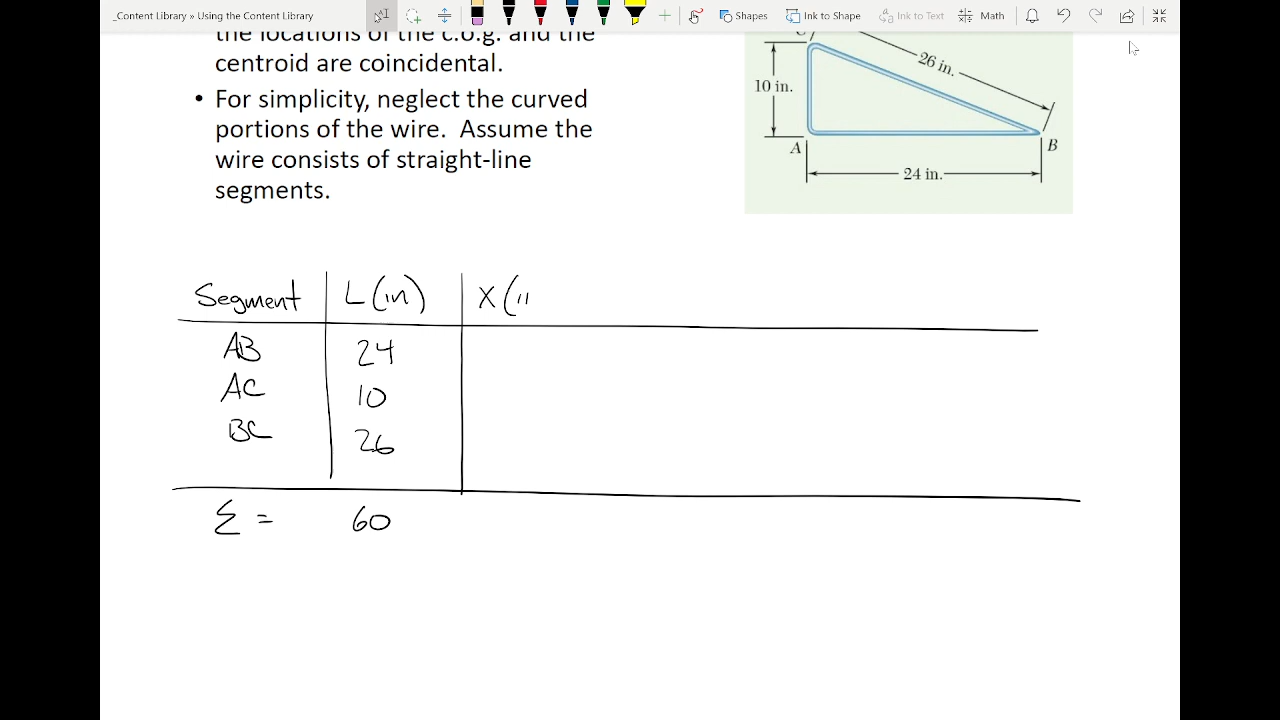 _Content Library » Using the Content Library
Shapes
Ink to Shape
Ink to Text
Math
the locations of the c.o.g. and the
centroid are coincidental.
• For simplicity, neglect the curved
portions of the wire. Assume the
wire consists of straight-line
segments.
C
26 in.
10 in.
A
B
24 in.
Segment L(in) X(
AB 24
AC 10
BC 26
Σ = 60